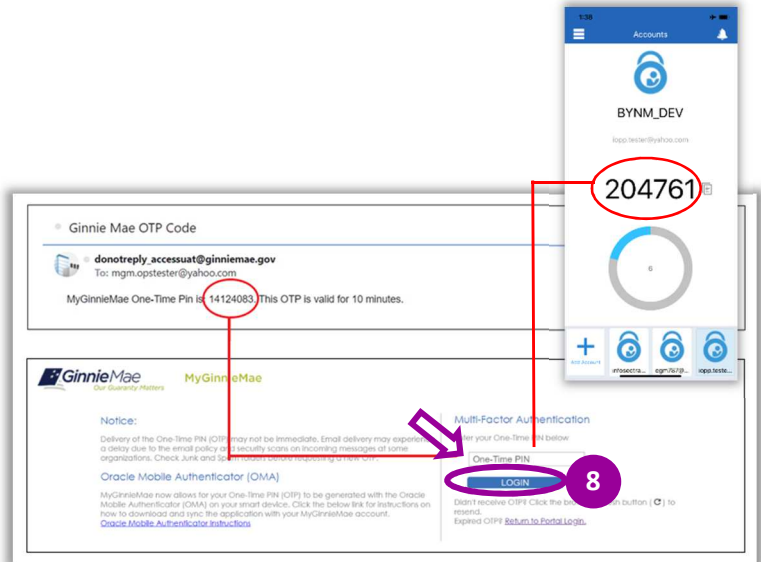 1:38
Accounts
BYNM_DEV
lopp.tester@yahoo.com
204761
6
Add Account
infosectra...
egm767@...
lopp.teste...
Ginnie Mae OTP Code
donotreply_accessuat@ginniemae.gov
To: mgm.opstester@yahoo.com
MyGinnieMae One-Time Pin is: 14124083. This OTP is valid for 10 minutes.
GinnieMae
Our Guaranty Matters
MyGinnieMae
Notice:
Delivery of the One-Time PIN (OTP) may not be immediate. Email delivery may experience
a delay due to the email policy and security scans on incoming messages at some
organizations. Check Junk and Spam folders before requesting a new OTP.
Oracle Mobile Authenticator (OMA)
MyGinnieMae now allows for your One-Time PIN (OTP) to be generated with the Oracle
Mobile Authenticator (OMA) on your smart device. Click the below link for instructions on
how to download and sync the application with your MyGinnieMae account.
Oracle Mobile Authenticator Instructions
Multi-Factor Authentication
Enter your One-Time PIN below
One-Time PIN
LOGIN
8
Didn't receive OTP? Click the button ( ) to
resend.
Expired OTP? Return to Portal Login.